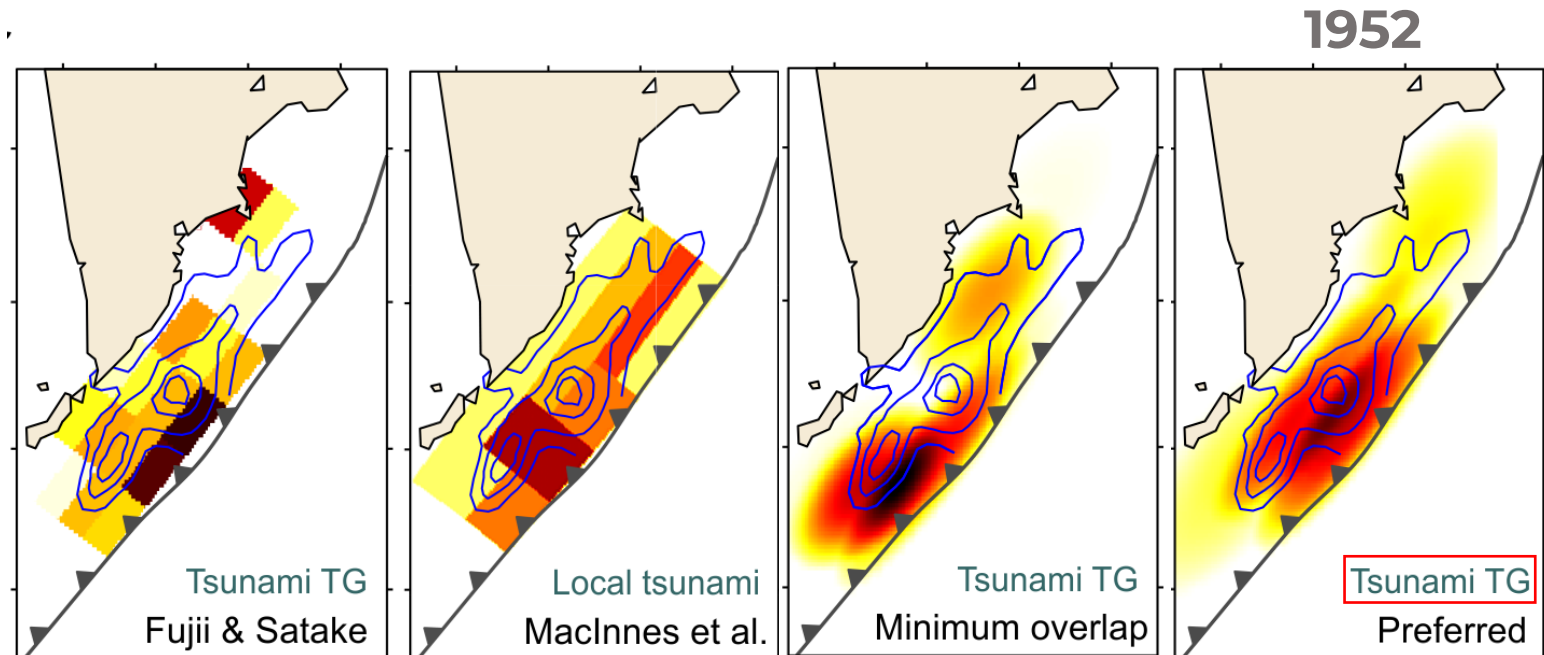 1952
Tsunami TG
Fujii & Satake
Local tsunami
MacInnes et al.
Tsunami TG
Minimum overlap
Tsunami TG
Preferred